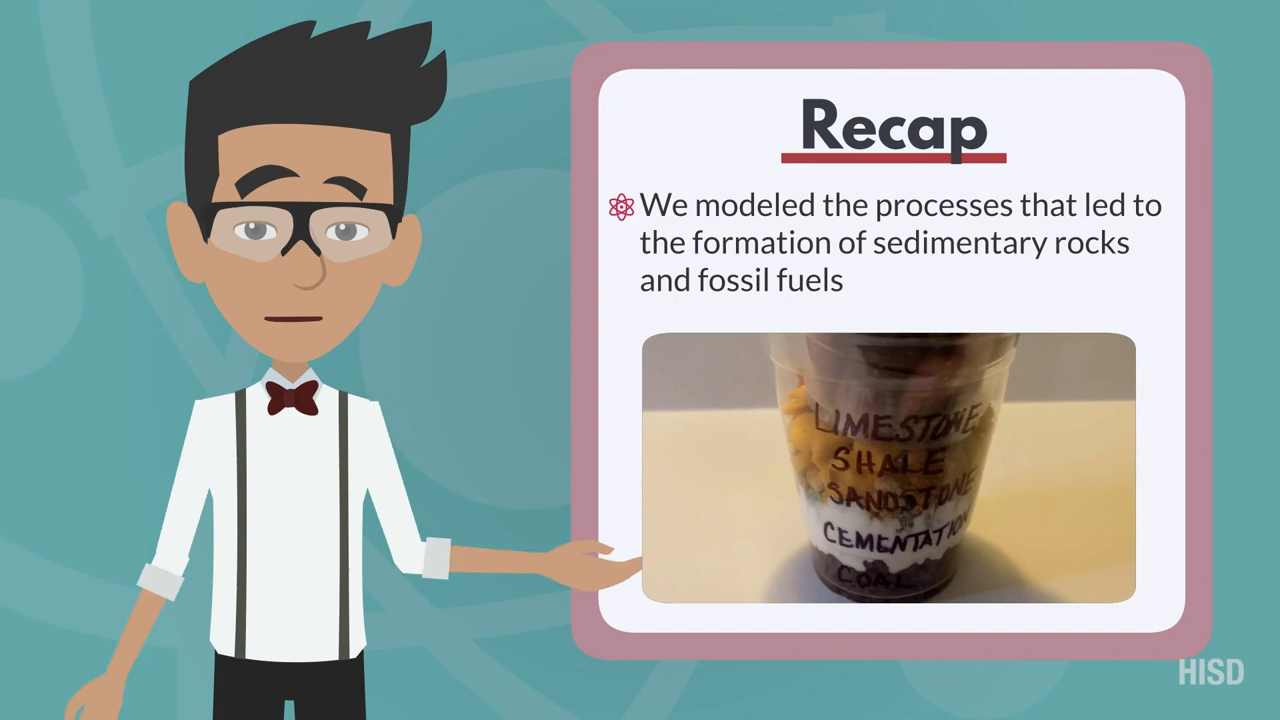 Recap
We modeled the processes that led to
the formation of sedimentary rocks
and fossil fuels
LIMESTONE
SHALE
SANDSTONE
CEMENTATION
COAL
HISD